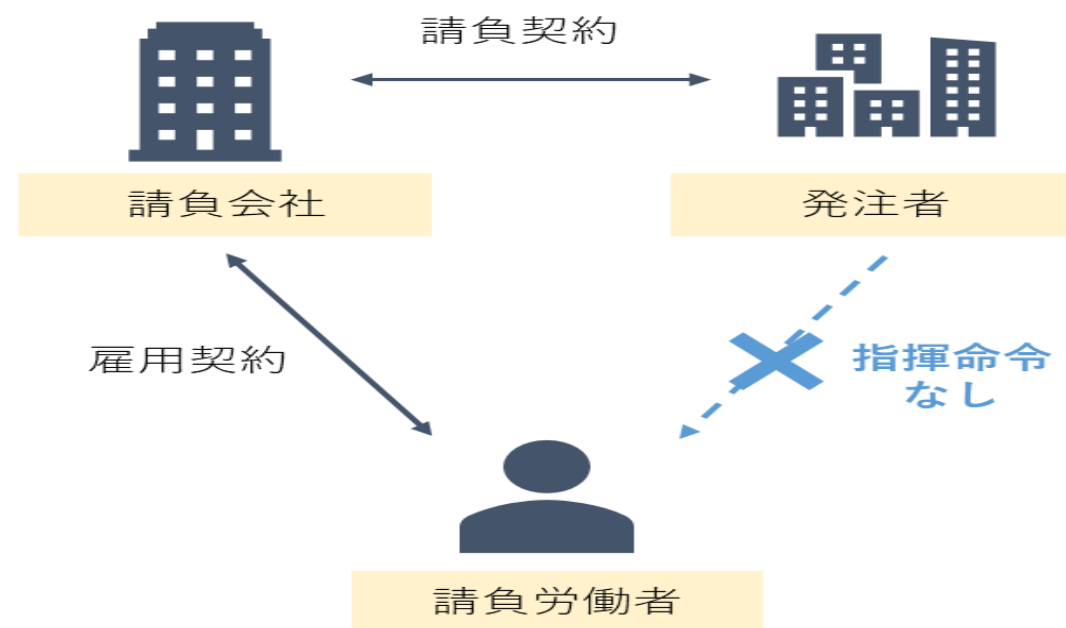 請負契約
請負会社
発注者
雇用契約
指揮命令
なし
請負労働者